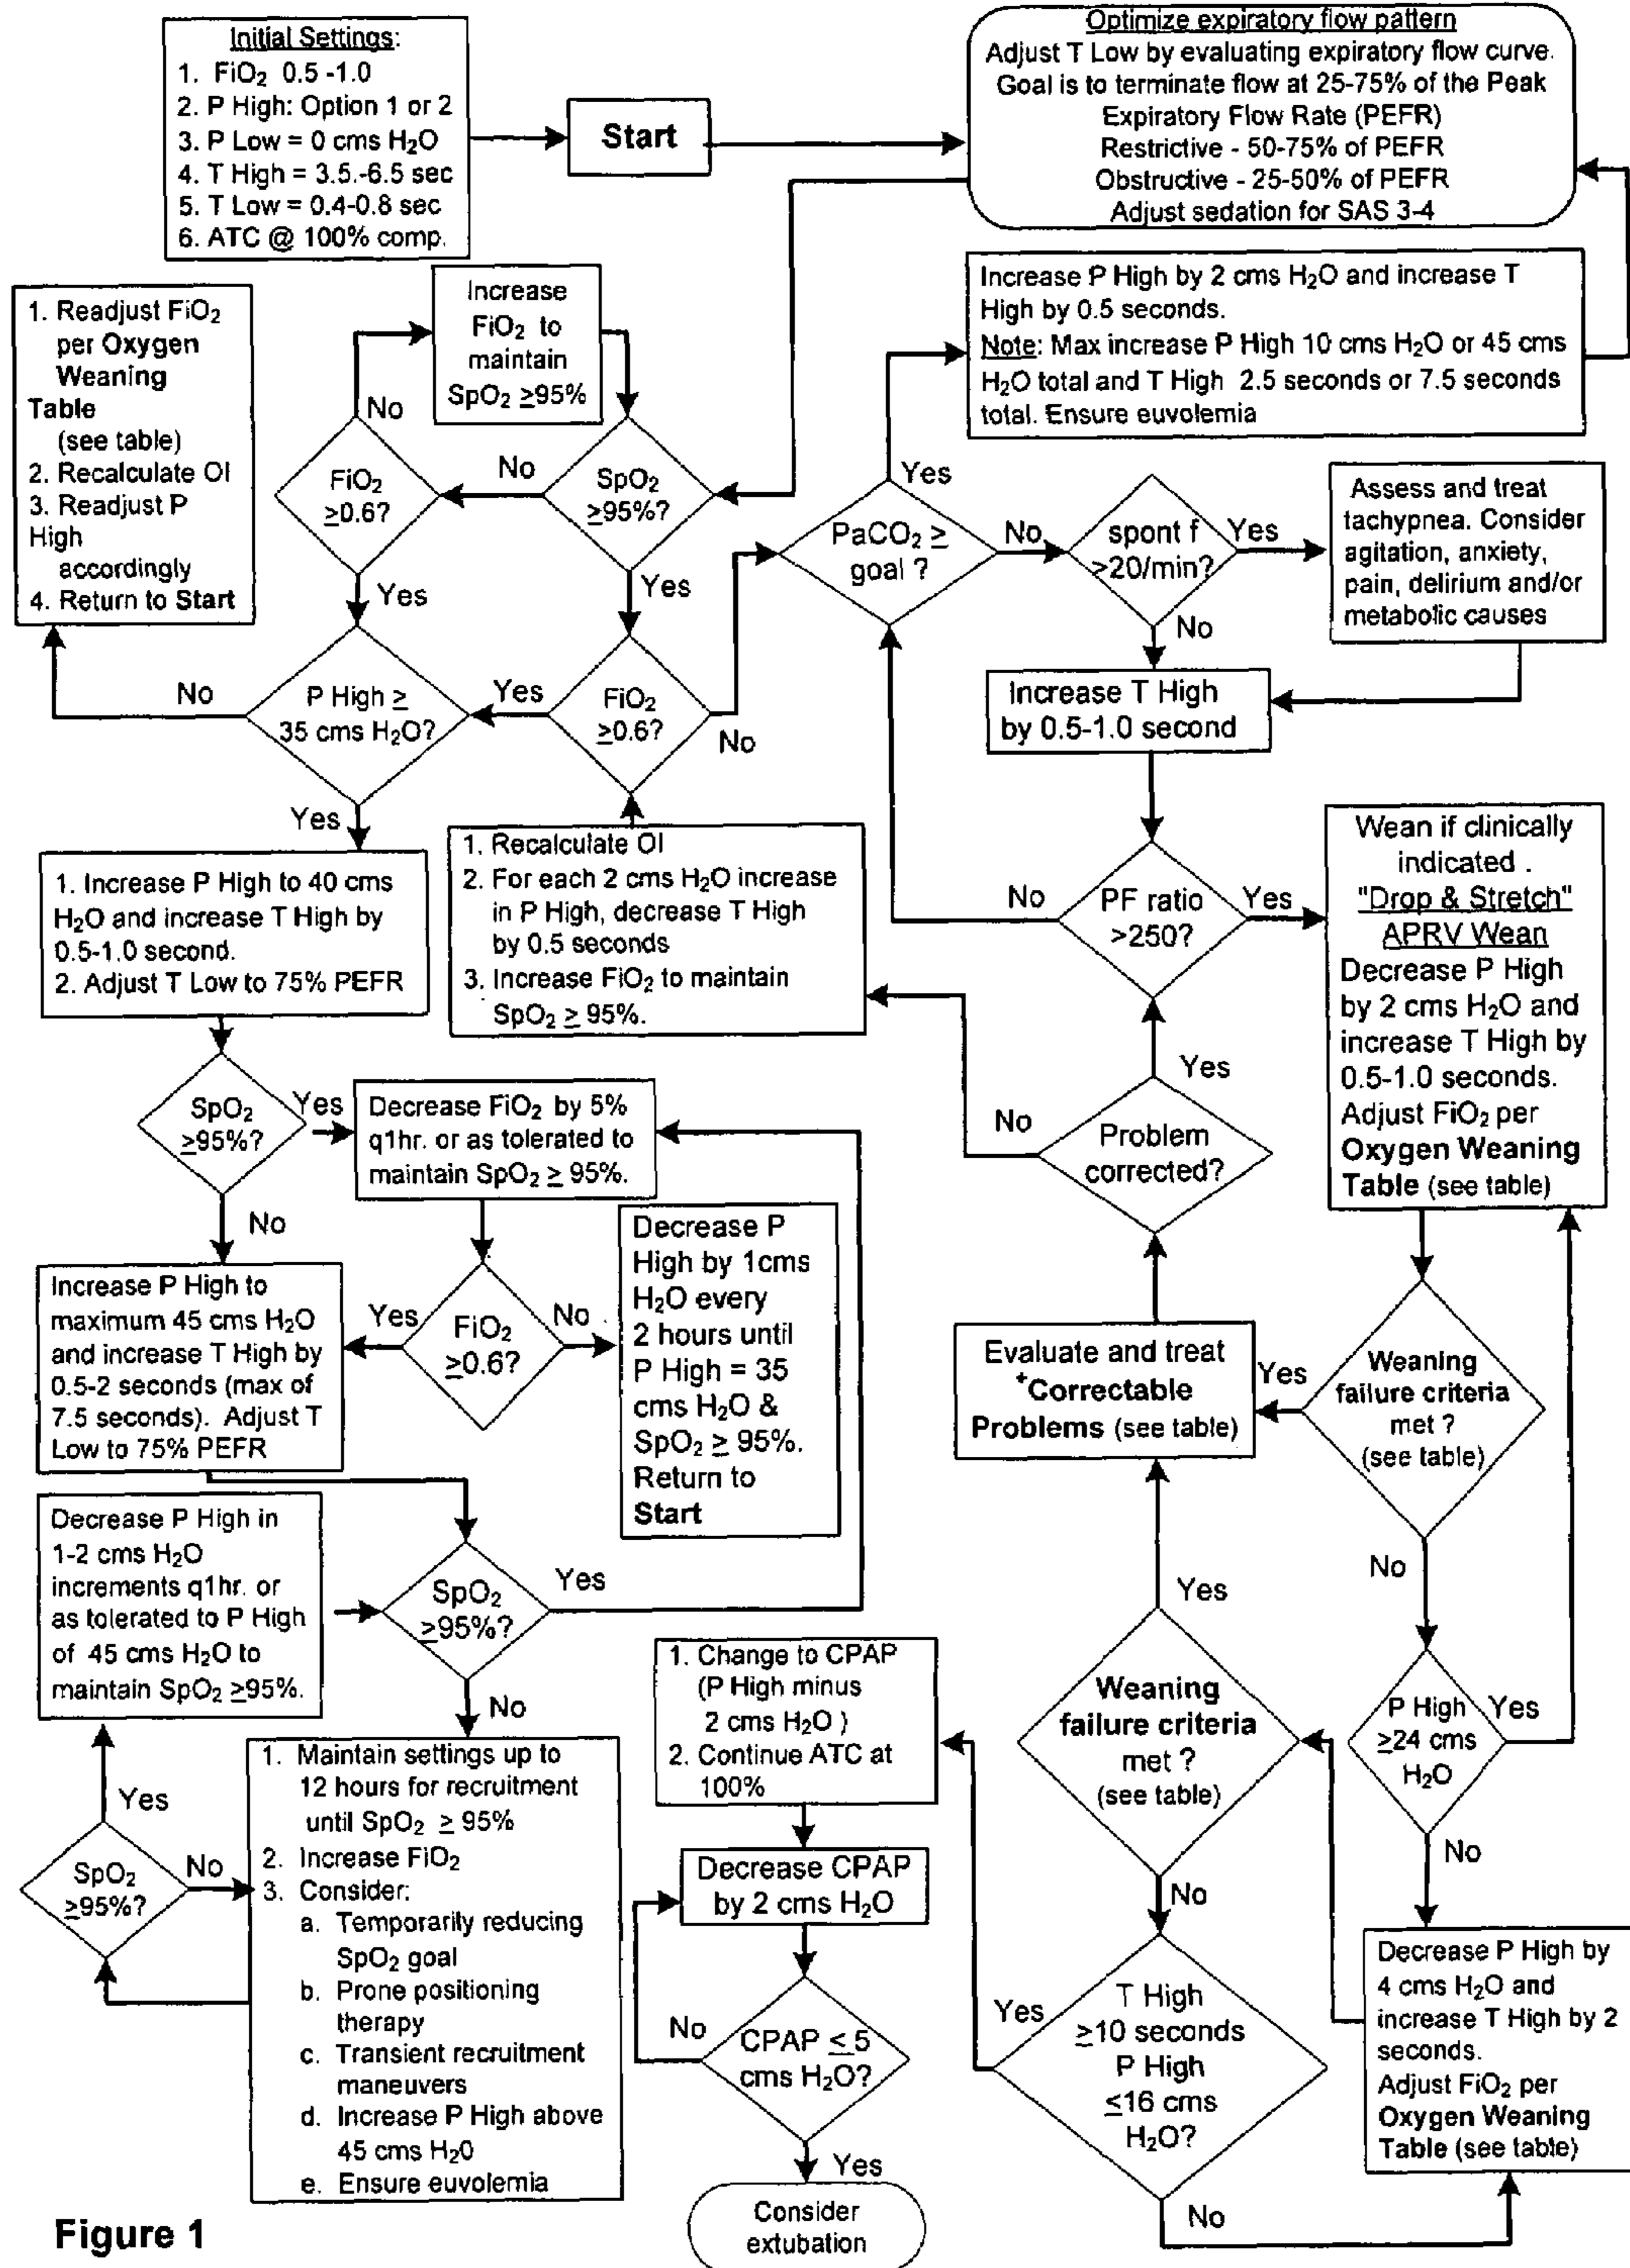 Initial Settings:
1. FiO₂ 0.5 -1.0
2. P High: Option 1 or 2
3. P Low = 0 cms H₂O
4. T High = 3.5.-6.5 sec
5. T Low = 0.4-0.8 sec
6. ATC @ 100% comp.
Start
Optimize expiratory flow pattern
Adjust T Low by evaluating expiratory flow curve.
Goal is to terminate flow at 25-75% of the Peak
Expiratory Flow Rate (PEFR)
Restrictive - 50-75% of PEFR
Obstructive - 25-50% of PEFR
Adjust sedation for SAS 3-4
Increase P High by 2 cms H₂O and increase T
High by 0.5 seconds.
Note: Max increase P High 10 cms H₂O or 45 cms
H₂O total and T High 2.5 seconds or 7.5 seconds
total. Ensure euvolemia
1. Readjust FiO₂
per Oxygen
Weaning
Table
(see table)
2. Recalculate OI
3. Readjust P
High
accordingly
4. Return to Start
Increase
FiO₂ to
maintain
SpO₂ ≥95%
No
FiO₂
≥0.6?
No
SpO₂
≥95%?
Yes
Yes
P High ≥
35 cms H₂O?
No
Yes
FiO₂
≥0.6?
No
Yes
PaCO₂ ≥
goal ?
Yes
No
spont f
>20/min?
Yes
No
Assess and treat
tachypnea. Consider
agitation, anxiety,
pain, delirium and/or
metabolic causes
Increase T High
by 0.5-1.0 second
1. Increase P High to 40 cms
H₂O and increase T High by
0.5-1.0 second.
2. Adjust T Low to 75% PEFR
1. Recalculate OI
2. For each 2 cms H₂O increase
in P High, decrease T High
by 0.5 seconds
3. Increase FiO₂ to maintain
SpO₂ ≥ 95%.
No
PF ratio
>250?
Yes
Wean if clinically
indicated .
"Drop & Stretch"
APRV Wean
Decrease P High
by 2 cms H₂O and
increase T High by
0.5-1.0 seconds.
Adjust FiO₂ per
Oxygen Weaning
Table (see table)
Yes
No
Problem
corrected?
SpO₂
≥95%?
Yes
No
Decrease FiO₂ by 5%
q1hr. or as tolerated to
maintain SpO₂ ≥ 95%.
Increase P High to
maximum 45 cms H₂O
and increase T High by
0.5-2 seconds (max of
7.5 seconds). Adjust T
Low to 75% PEFR
Yes
FiO₂
≥0.6?
No
Decrease P
High by 1cms
H₂O every
2 hours until
P High = 35
cms H₂O &
SpO₂ ≥ 95%.
Return to
Start
Evaluate and treat
⁺Correctable
Problems (see table)
Yes
Weaning
failure criteria
met ?
(see table)
No
Decrease P High in
1-2 cms H₂O
increments q1hr. or
as tolerated to P High
of 45 cms H₂O to
maintain SpO₂ ≥95%.
SpO₂
≥95%?
Yes
No
Yes
SpO₂
≥95%?
No
1. Maintain settings up to
12 hours for recruitment
until SpO₂ ≥ 95%
2. Increase FiO₂
3. Consider:
a. Temporarily reducing
SpO₂ goal
b. Prone positioning
therapy
c. Transient recruitment
maneuvers
d. Increase P High above
45 cms H₂0
e. Ensure euvolemia
1. Change to CPAP
(P High minus
2 cms H₂O )
2. Continue ATC at
100%
Decrease CPAP
by 2 cms H₂O
No
CPAP ≤ 5
cms H₂O?
Yes
Consider
extubation
Yes
Weaning
failure criteria
met ?
(see table)
No
P High
≥24 cms
H₂O
Yes
No
Yes
T High
≥10 seconds
P High
≤16 cms
H₂O?
No
Decrease P High by
4 cms H₂O and
increase T High by 2
seconds.
Adjust FiO₂ per
Oxygen Weaning
Table (see table)
Figure 1